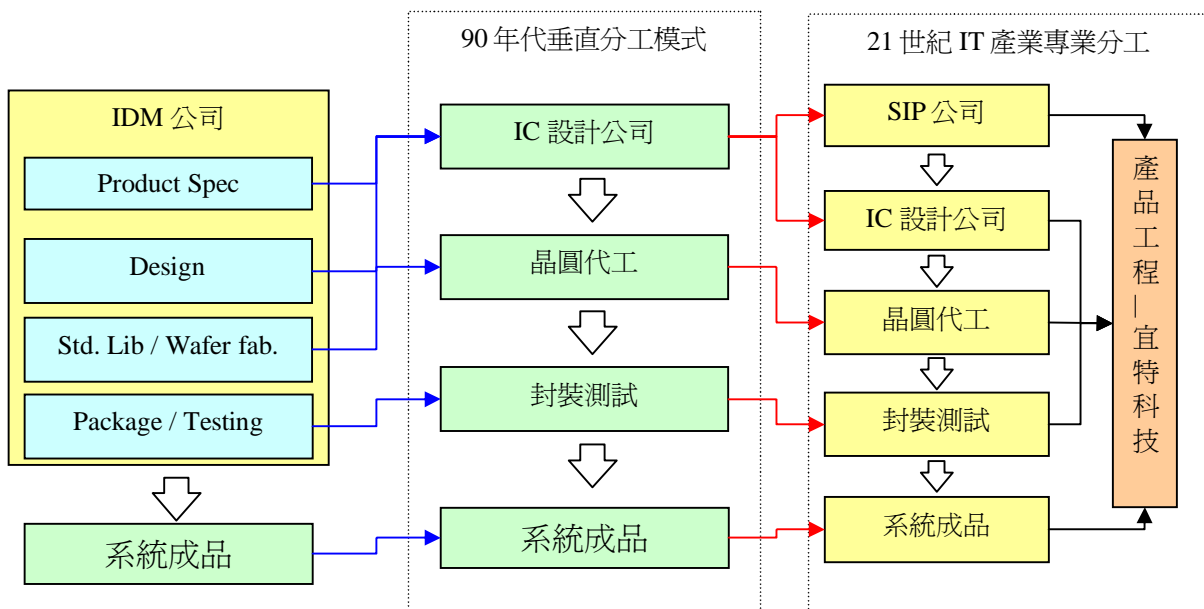 IDM 公司
Product Spec
Design
Std. Lib / Wafer fab.
Package / Testing
系統成品
90 年代垂直分工模式
IC 設計公司
晶圓代工
封裝測試
系統成品
21 世紀 IT 產業專業分工
SIP 公司
IC 設計公司
晶圓代工
封裝測試
系統成品
產品工程|宜特科技